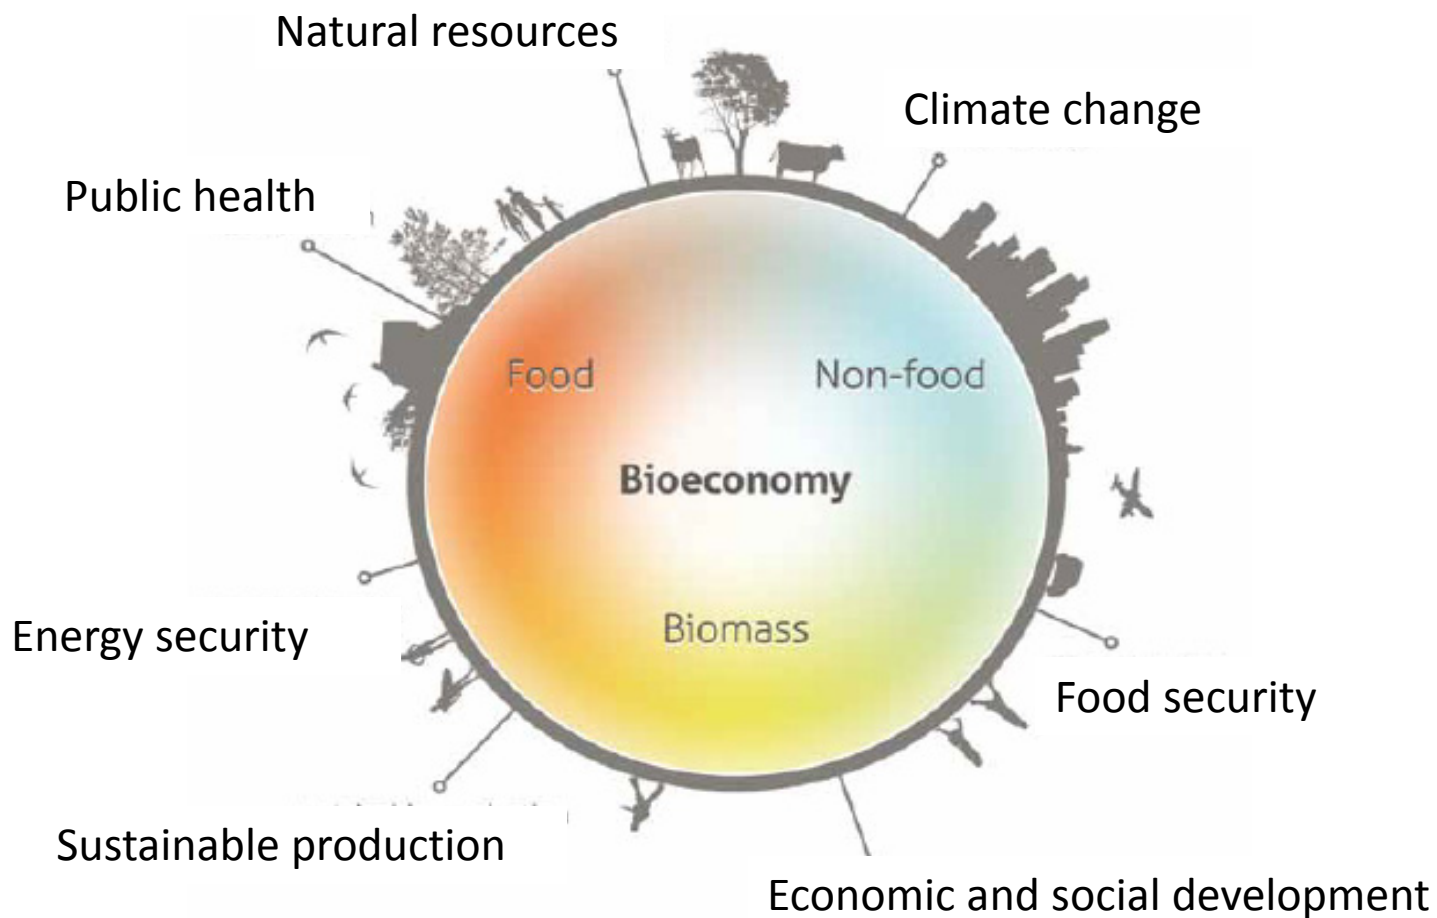 Natural resources
Climate change
Public health
Food
Non-food
Bioeconomy
Biomass
Energy security
Food security
Sustainable production
Economic and social development